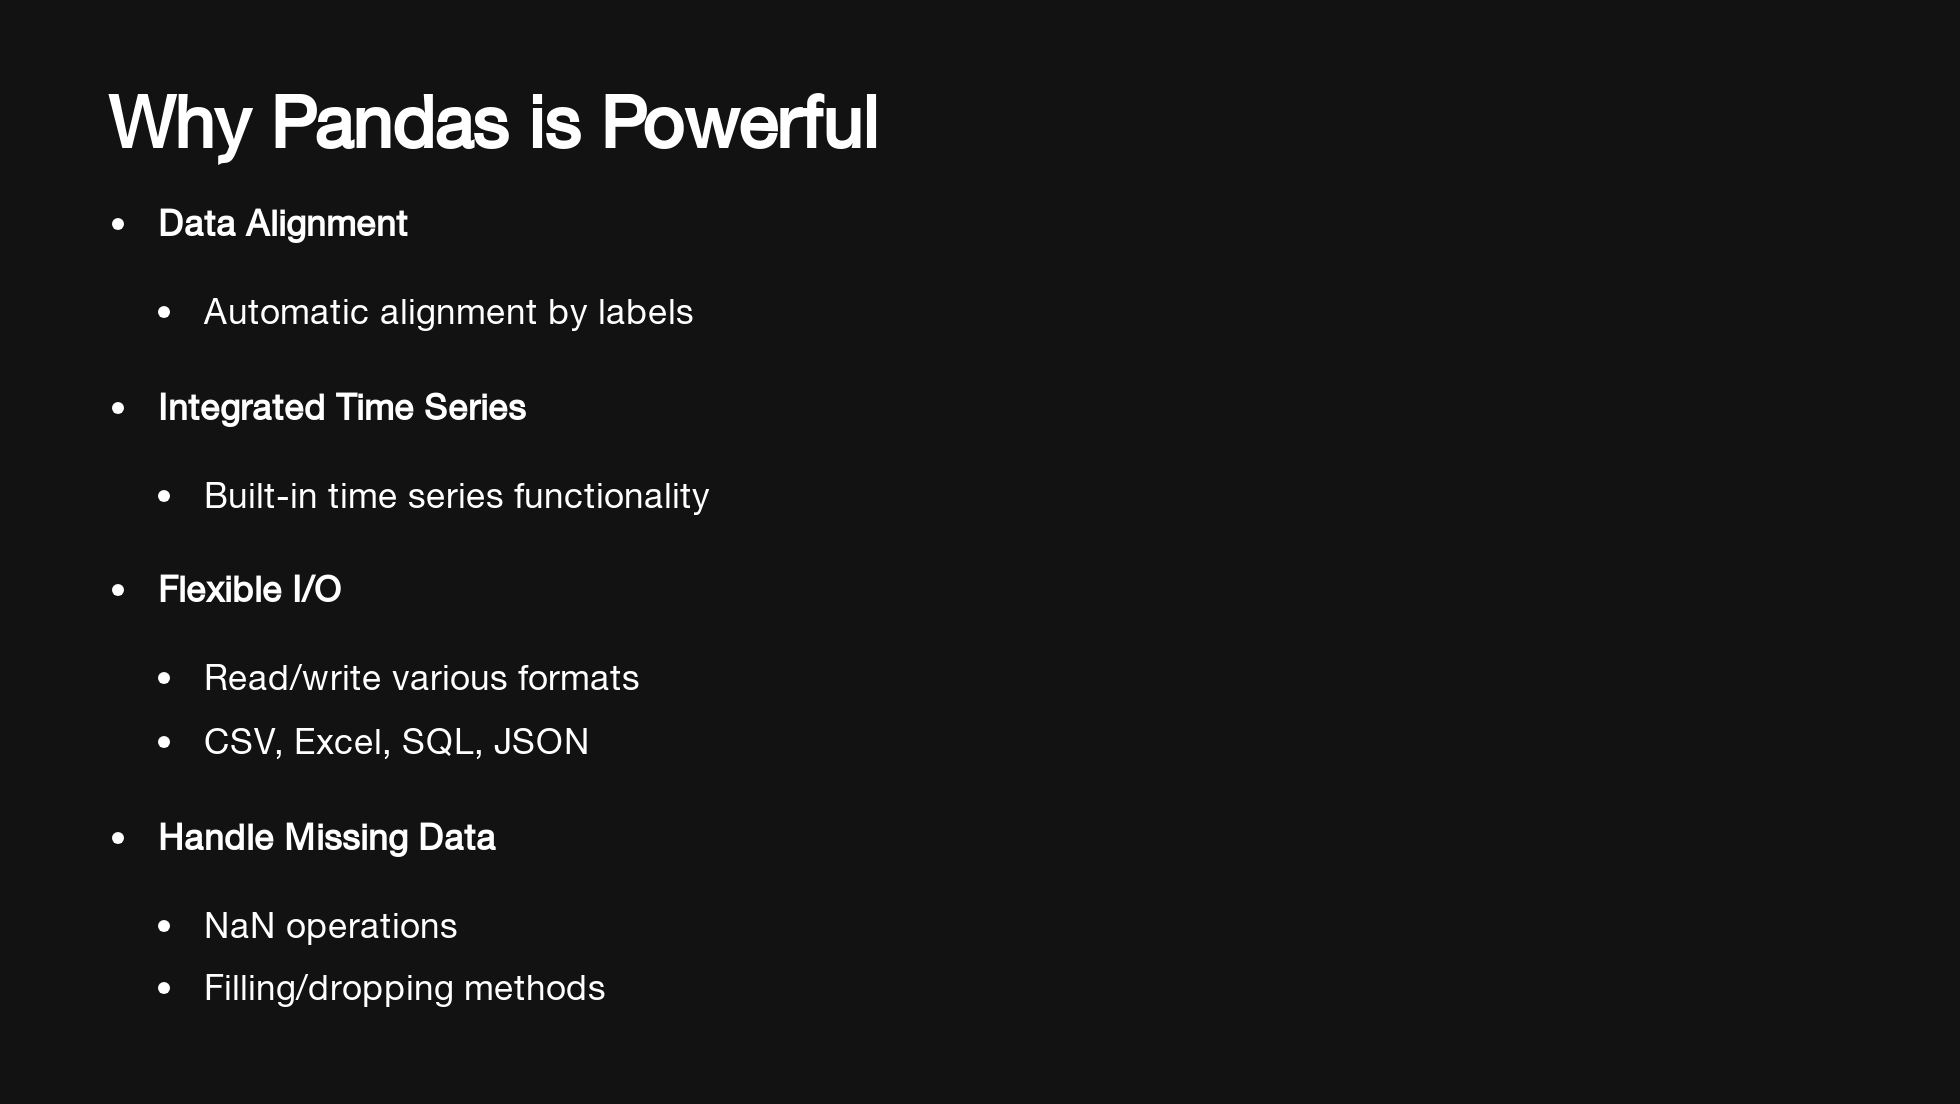 Why Pandas is Powerful
• Data Alignment
• Automatic alignment by labels
• Integrated Time Series
• Built-in time series functionality
• Flexible I/O
• Read/write various formats
• CSV, Excel, SQL, JSON
• Handle Missing Data
• NaN operations
• Filling/dropping methods